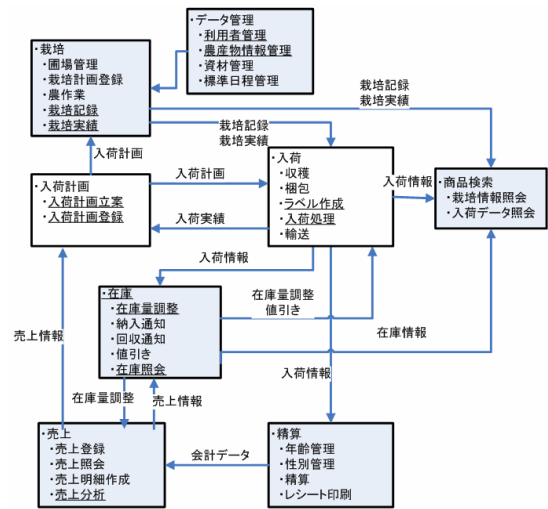 ・データ管理
・利用者管理
・農産物情報管理
・資材管理
・標準日程管理
・栽培
・圃場管理
・栽培計画登録
・農作業
・栽培記録
・栽培実績
栽培記録
栽培実績
栽培記録
栽培実績
入荷計画
・入荷計画
・入荷計画立案
・入荷計画登録
入荷計画
入荷実績
・入荷
・収穫
・梱包
・ラベル作成
・入荷処理
・輸送
入荷情報
・商品検索
・栽培情報照会
・入荷データ照会
入荷情報
・在庫
・在庫量調整
・納入通知
・回収通知
・値引き
・在庫照会
在庫量調整
値引き
在庫情報
売上情報
入荷情報
在庫量調整
売上情報
・売上
・売上登録
・売上照会
・売上明細作成
・売上分析
会計データ
・精算
・年齢管理
・性別管理
・精算
・レシート印刷